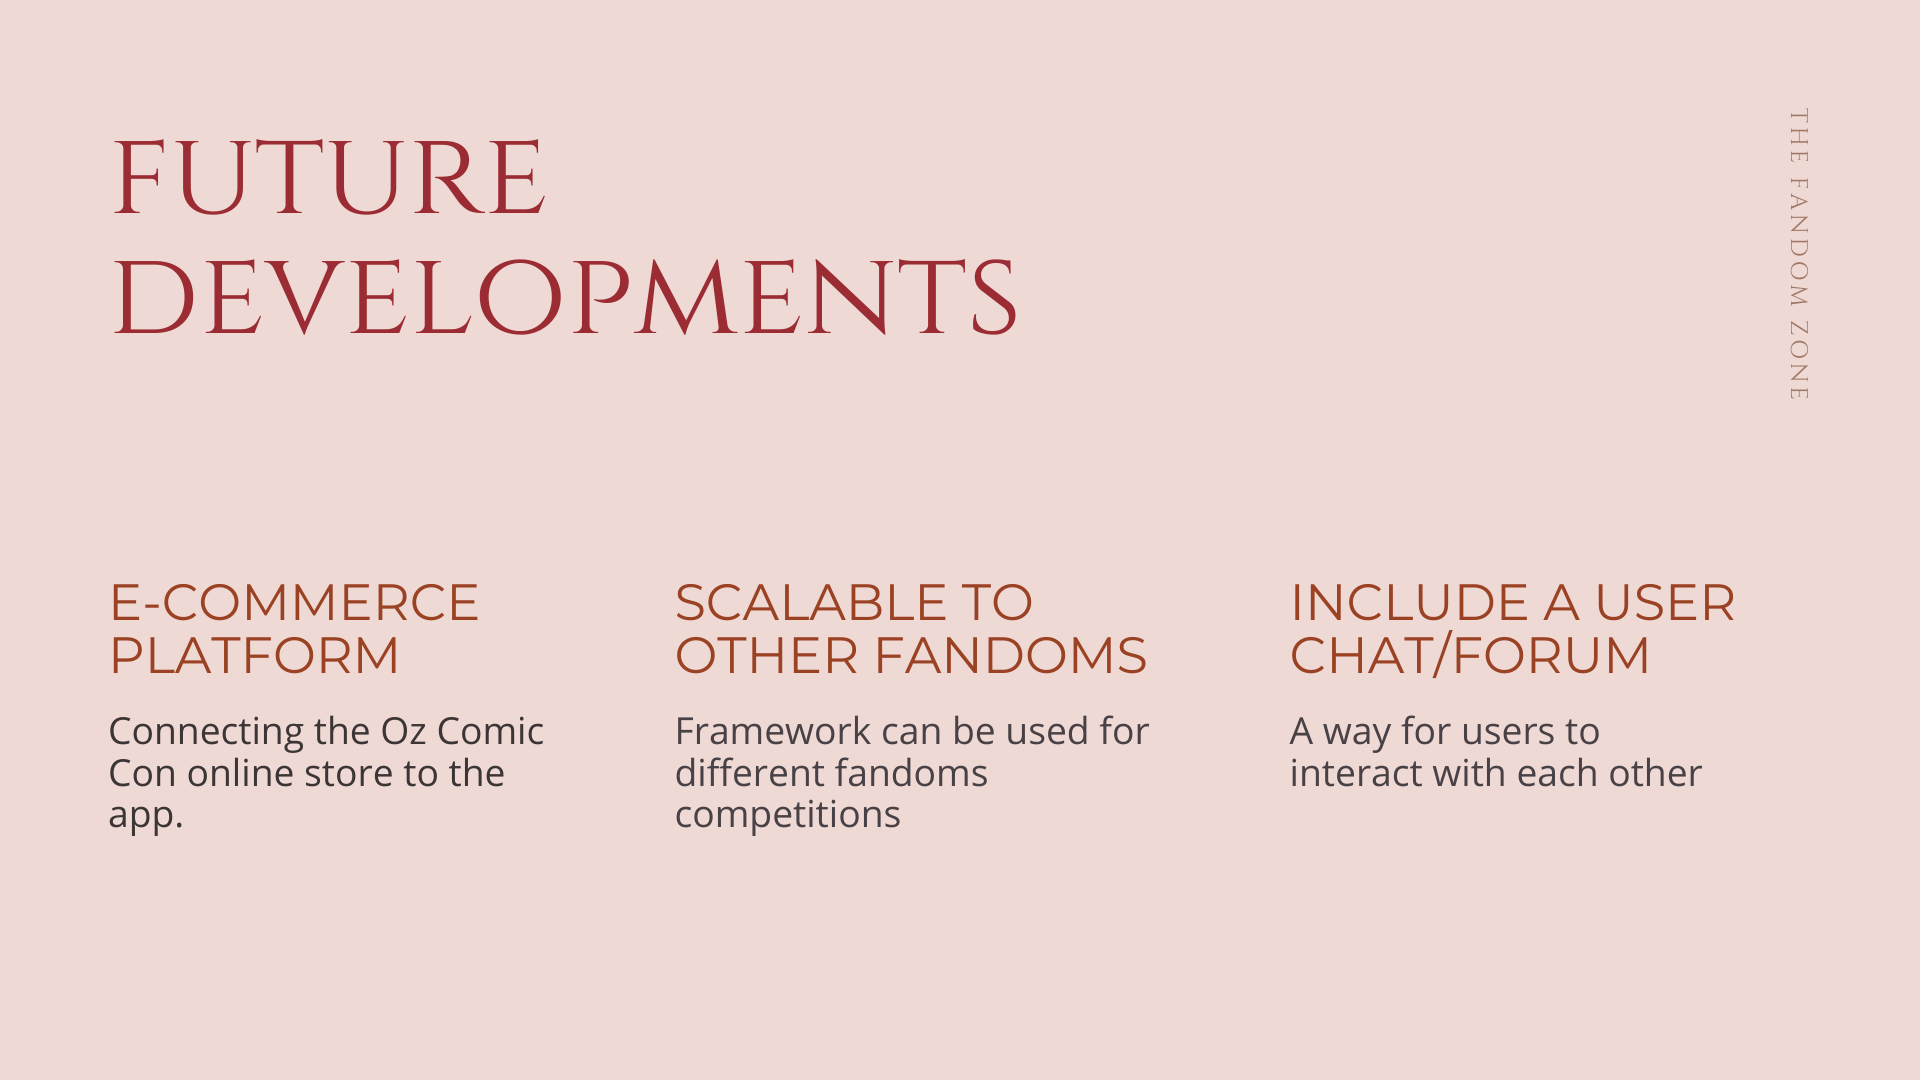 FUTURE
DEVELOPMENTS
THE FANDOM ZONE
E-COMMERCE
PLATFORM
Connecting the Oz Comic
Con online store to the
app.
SCALABLE TO
OTHER FANDOMS
Framework can be used for
different fandoms
competitions
INCLUDE A USER
CHAT/FORUM
A way for users to
interact with each other